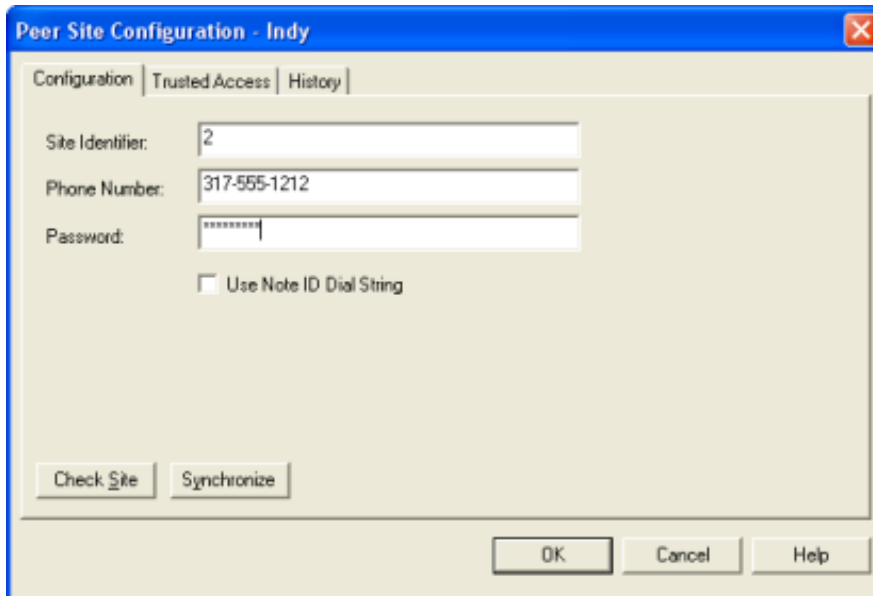 Peer Site Configuration - Indy
Configuration Trusted Access History
Site Identifier: 2
Phone Number: 317-555-1212
Password: *********
Use Note ID Dial String
Check Site Synchronize
OK Cancel Help